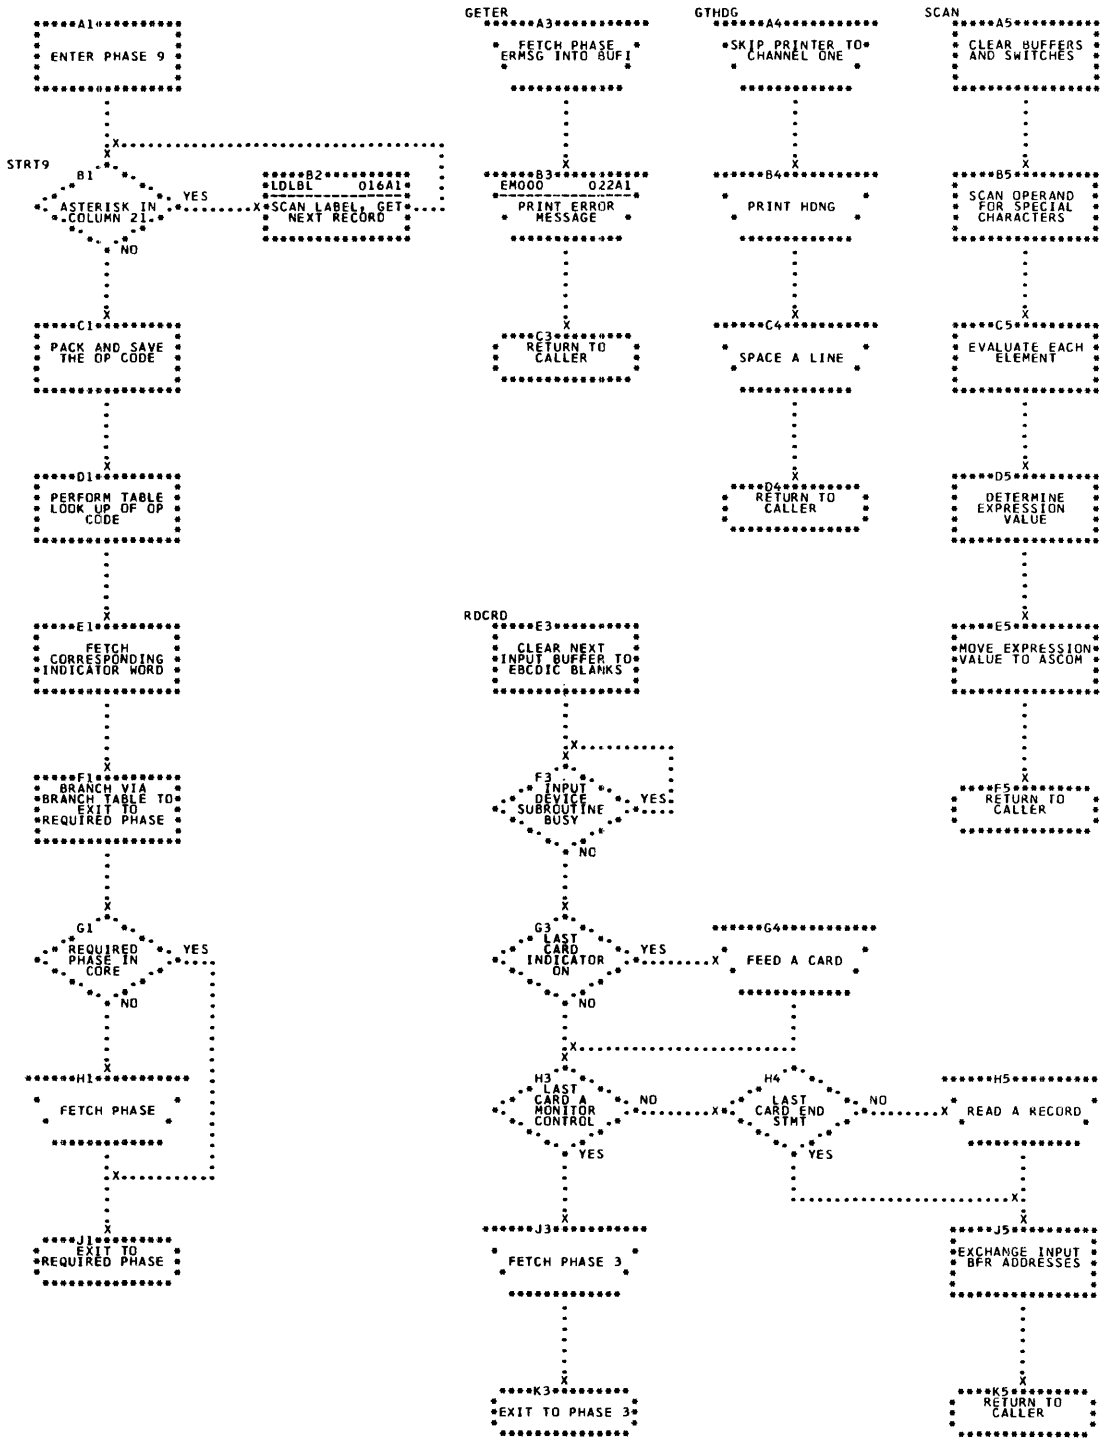 A1
ENTER PHASE 9
STRT9
B1
ASTERISK IN
COLUMN 21
YES
NO
B2
LDLBL 016A1
SCAN LABEL, GET
NEXT RECORD
C1
PACK AND SAVE
THE OP CODE
D1
PERFORM TABLE
LOOK UP OF OP
CODE
E1
FETCH
CORRESPONDING
INDICATOR WORD
F1
BRANCH VIA
BRANCH TABLE TO
EXIT TO
REQUIRED PHASE
G1
REQUIRED
PHASE IN
CORE
YES
NO
H1
FETCH PHASE
J1
EXIT TO
REQUIRED PHASE
GETER
A3
FETCH PHASE
ERMSG INTO BUFI
B3
EM000 022A1
PRINT ERROR
MESSAGE
C3
RETURN TO
CALLER
GTHDG
A4
SKIP PRINTER TO
CHANNEL ONE
B4
PRINT HDNG
C4
SPACE A LINE
D4
RETURN TO
CALLER
SCAN
A5
CLEAR BUFFERS
AND SWITCHES
B5
SCAN OPERAND
FOR SPECIAL
CHARACTERS
C5
EVALUATE EACH
ELEMENT
D5
DETERMINE
EXPRESSION
VALUE
E5
MOVE EXPRESSION
VALUE TO ASCOM
F5
RETURN TO
CALLER
RDCRD
E3
CLEAR NEXT
INPUT BUFFER TO
EBCDIC BLANKS
F3
INPUT
DEVICE
SUBROUTINE
BUSY
YES
NO
G3
LAST
CARD
INDICATOR
ON
YES
NO
G4
FEED A CARD
H3
LAST
CARD A
MONITOR
CONTROL
NO
YES
H4
LAST
CARD END
STMT
NO
YES
H5
READ A RECORD
J3
FETCH PHASE 3
J5
EXCHANGE INPUT
BFR ADDRESSES
K3
EXIT TO PHASE 3
K5
RETURN TO
CALLER